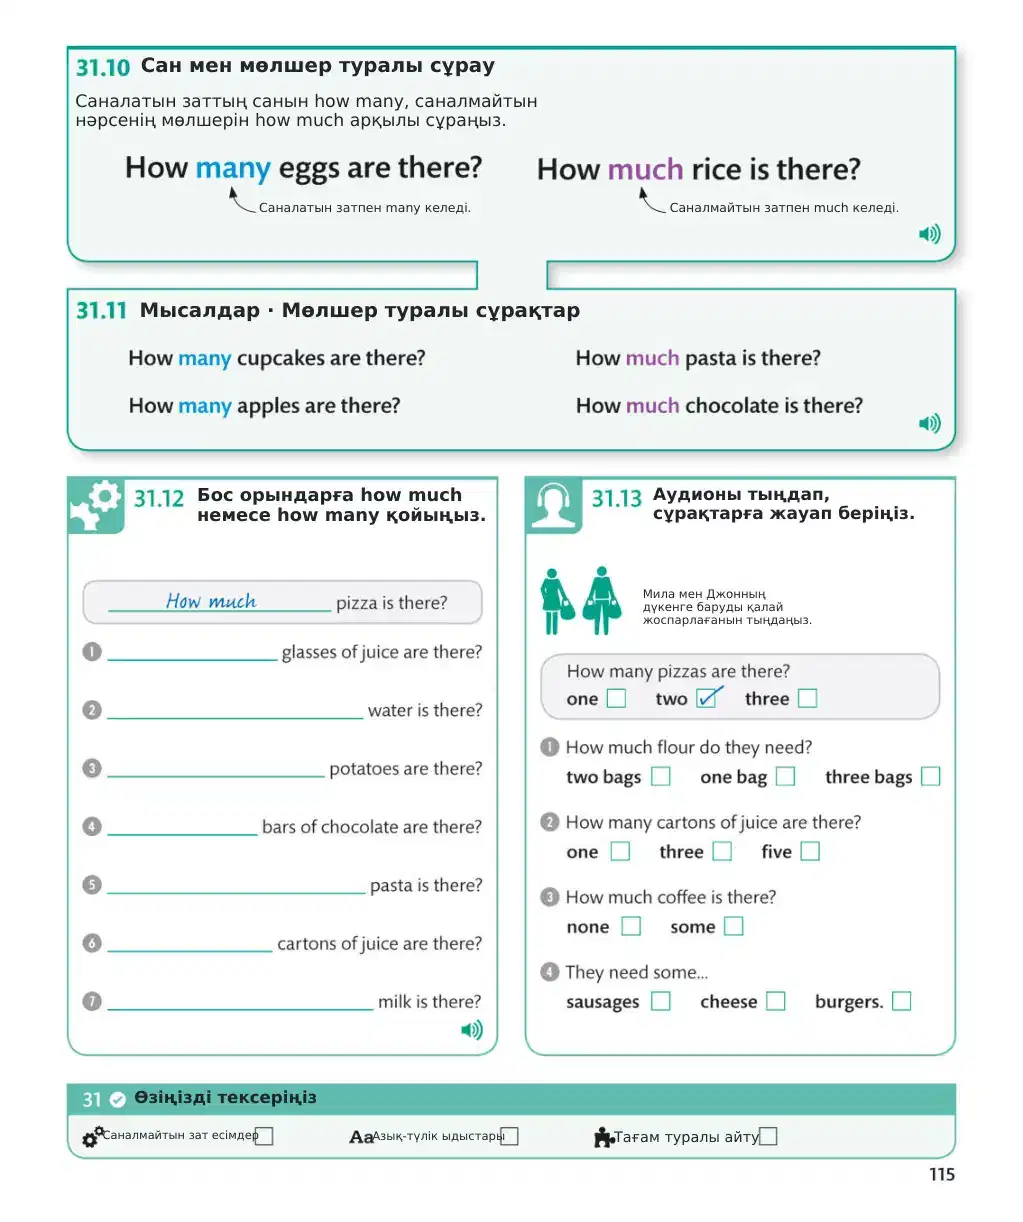 31.10 Сан мен мөлшер туралы сұрау
Саналатын заттың санын how many, саналмайтын
нәрсенің мөлшерін how much арқылы сұраңыз.
How many eggs are there?
Саналатын затпен many келеді.
How much rice is there?
Саналмайтын затпен much келеді.
31.11 Мысалдар · Мөлшер туралы сұрақтар
How many cupcakes are there?
How much pasta is there?
How many apples are there?
How much chocolate is there?
31.12 Бос орындарға how much
немесе how many қойыңыз.
How much pizza is there?
1 glasses of juice are there?
2 water is there?
3 potatoes are there?
4 bars of chocolate are there?
5 pasta is there?
6 cartons of juice are there?
7 milk is there?
31.13 Аудионы тыңдап,
сұрақтарға жауап беріңіз.
Мила мен Джонның
дүкенге баруды қалай
жоспарлағанын тыңдаңыз.
How many pizzas are there?
one two three
1 How much flour do they need?
two bags one bag three bags
2 How many cartons of juice are there?
one three five
3 How much coffee is there?
none some
4 They need some...
sausages cheese burgers.
31 Өзіңізді тексеріңіз
Саналмайтын зат есімдер
Aa Азық-түлік ыдыстары
Тағам туралы айту
115